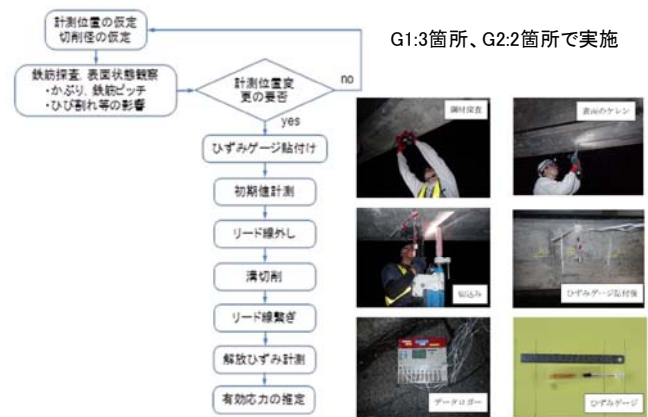 計測位置の仮定
切削径の仮定
G1:3箇所、G2:2箇所で実施
鉄筋探査、表面状態観察
・かぶり、鉄筋ピッチ
・ひび割れ等の影響
計測位置変
更の要否
no
yes
ひずみゲージ貼付け
初期値計測
リード線外し
溝切削
リード線繋ぎ
解放ひずみ計測
有効応力の推定
鋼材探査
表面のケレン
ひずみゲージ貼付後
データロガー
ひずみゲージ